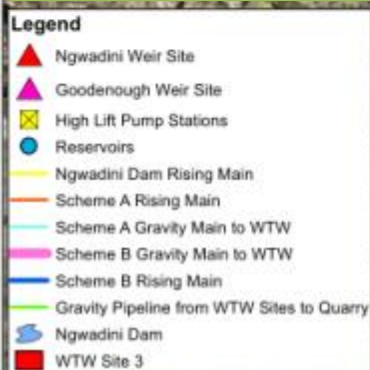 Legend
Ngwadini Weir Site
Goodenough Weir Site
High Lift Pump Stations
Reservoirs
Ngwadini Dam Rising Main
Scheme A Rising Main
Scheme A Gravity Main to WTW
Scheme B Gravity Main to WTW
Scheme B Rising Main
Gravity Pipeline from WTW Sites to Quarry
Ngwadini Dam
WTW Site 3